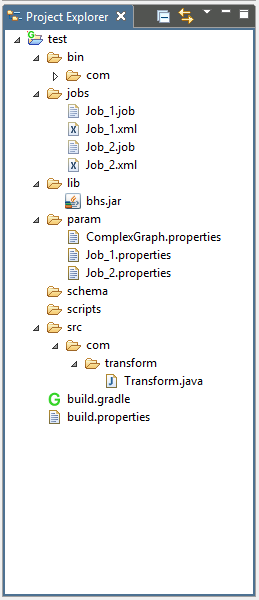 Project Explorer
test
bin
com
jobs
Job_1.job
Job_1.xml
Job_2.job
Job_2.xml
lib
bhs.jar
param
ComplexGraph.properties
Job_1.properties
Job_2.properties
schema
scripts
src
com
transform
Transform.java
build.gradle
build.properties